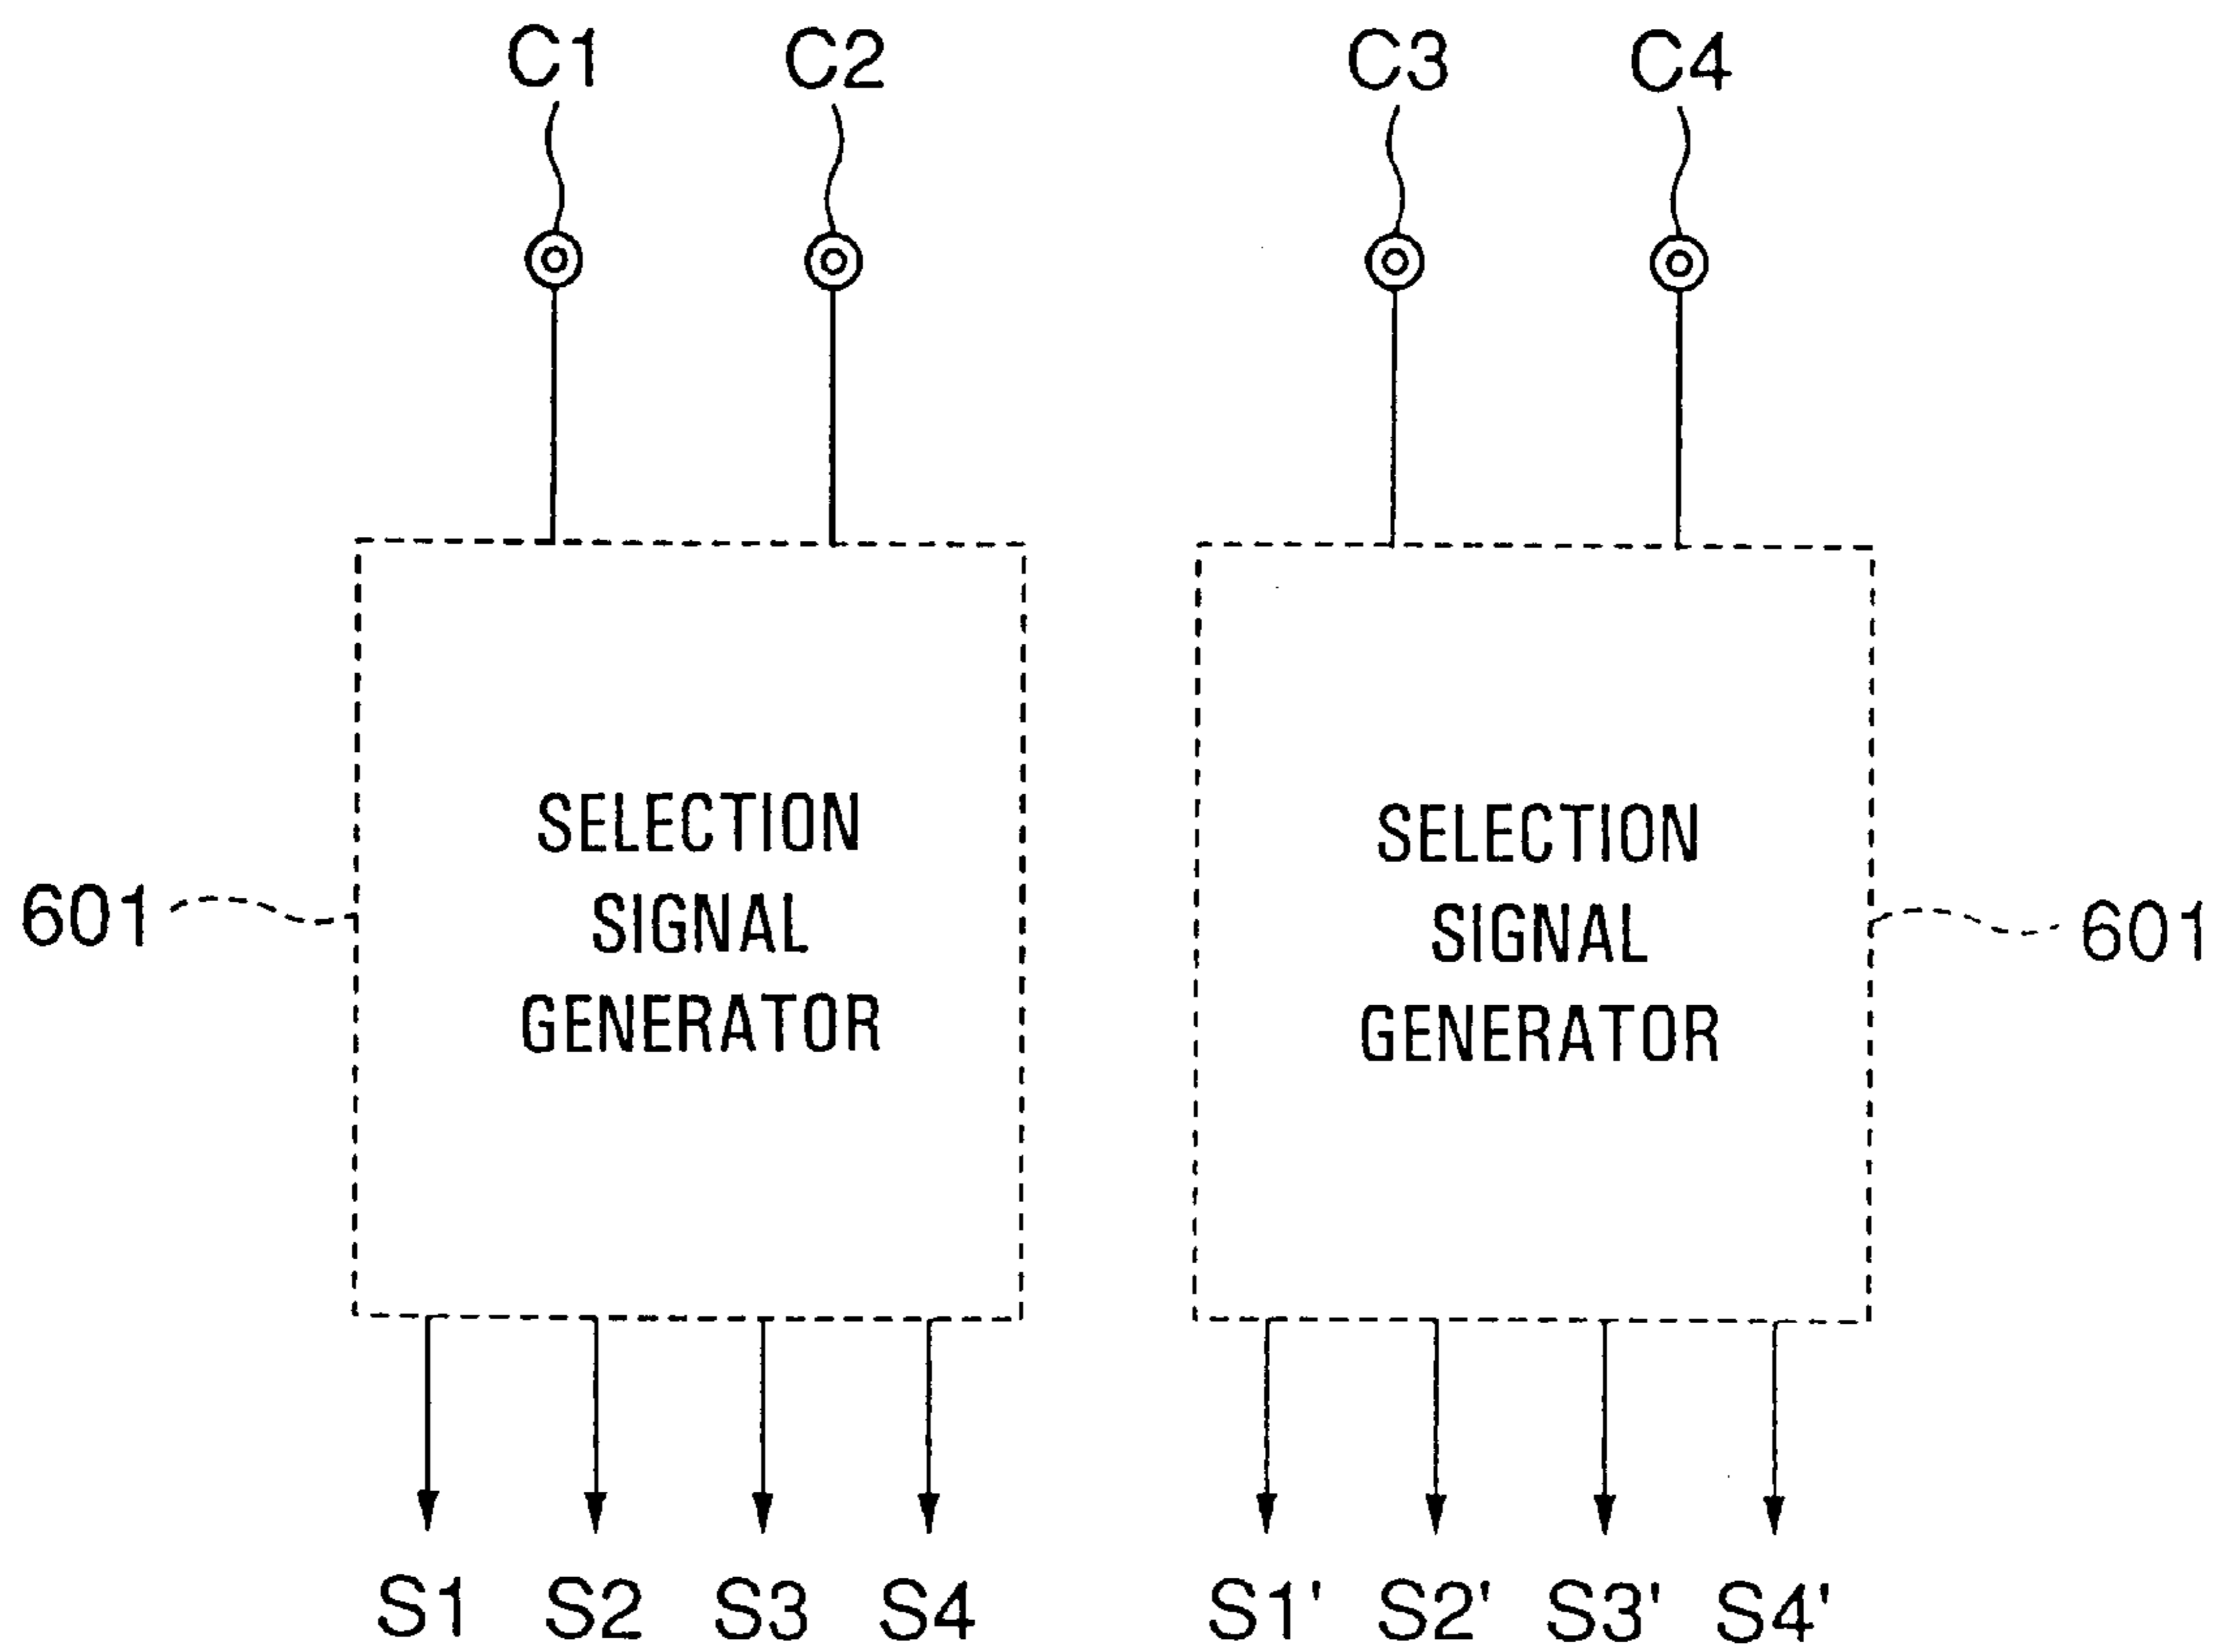 C1 C2 C3 C4
SELECTION
SIGNAL
GENERATOR
SELECTION
SIGNAL
GENERATOR
601
601
S1 S2 S3 S4 S1' S2' S3' S4'